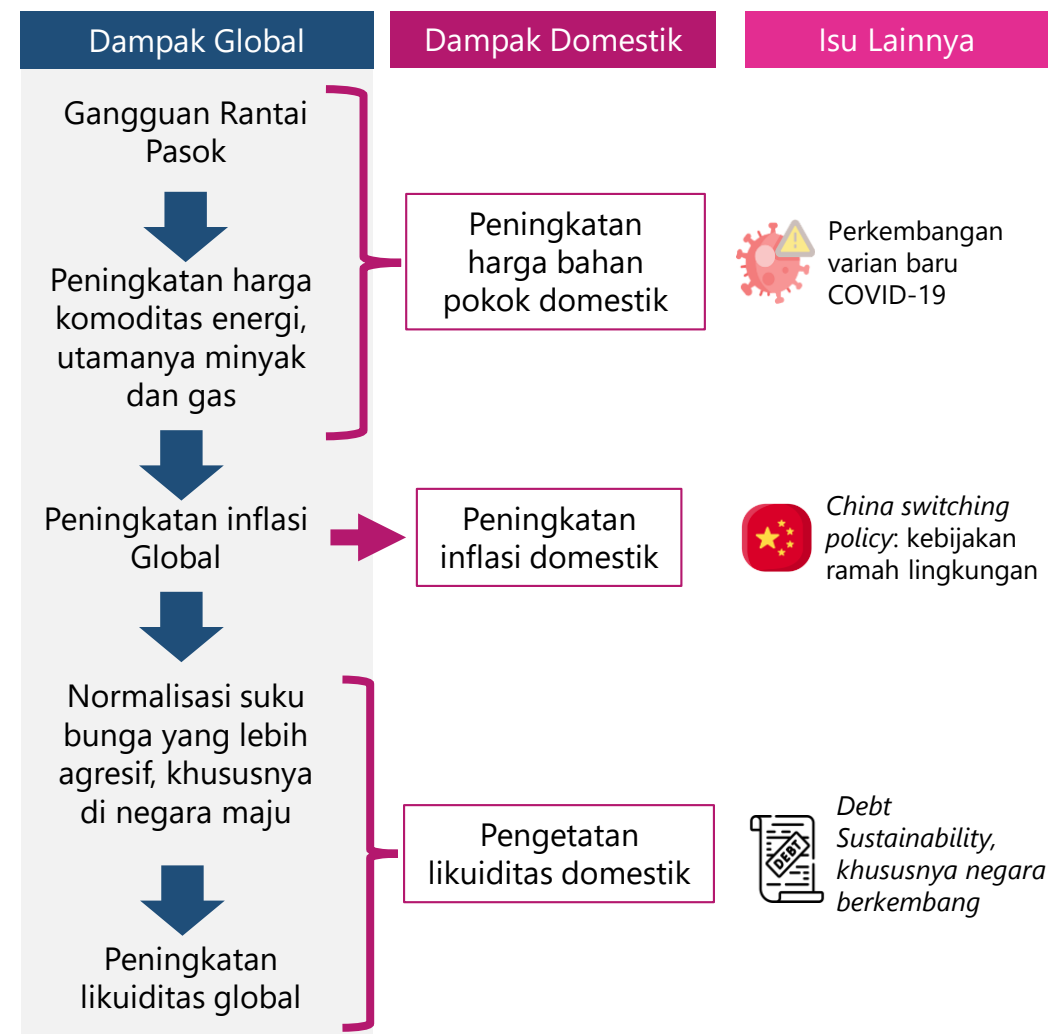 Dampak Global
Dampak Domestik
Isu Lainnya
Gangguan Rantai
Pasok
Peningkatan harga
komoditas energi,
utamanya minyak
dan gas
Peningkatan inflasi
Global
Normalisasi suku
bunga yang lebih
agresif, khususnya
di negara maju
Peningkatan
likuiditas global
Peningkatan
harga bahan
pokok domestik
Peningkatan
inflasi domestik
Pengetatan
likuiditas domestik
Perkembangan
varian baru
COVID-19
China switching
policy: kebijakan
ramah lingkungan
DEBT
Debt
Sustainability,
khususnya negara
berkembang